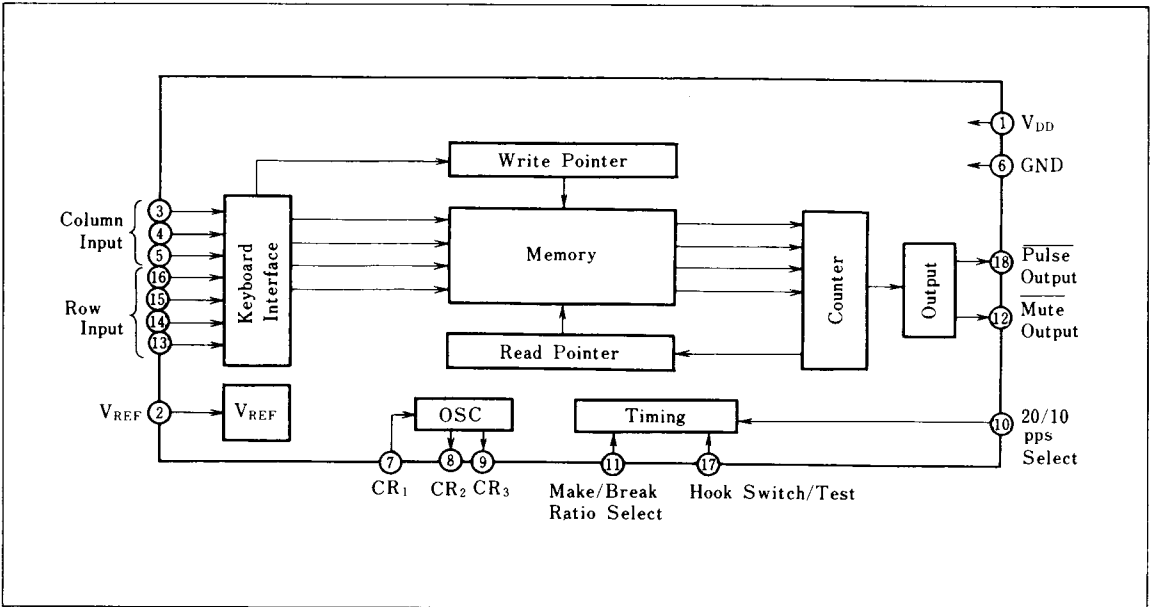 Write Pointer
① V_DD
⑥ GND
Column
Input
③
④
⑤
Row
Input
⑯
⑮
⑭
⑬
Keyboard
Interface
Memory
Counter
Output
⑱ P̅u̅l̅s̅e̅
Output
⑫ M̅u̅t̅e̅
Output
Read Pointer
V_REF ② V_REF
OSC
Timing
⑩ 20/10
pps
Select
⑦ ⑧ ⑨ ⑪ ⑰
CR₁ CR₂ CR₃
Make/Break
Ratio Select
Hook Switch/Test